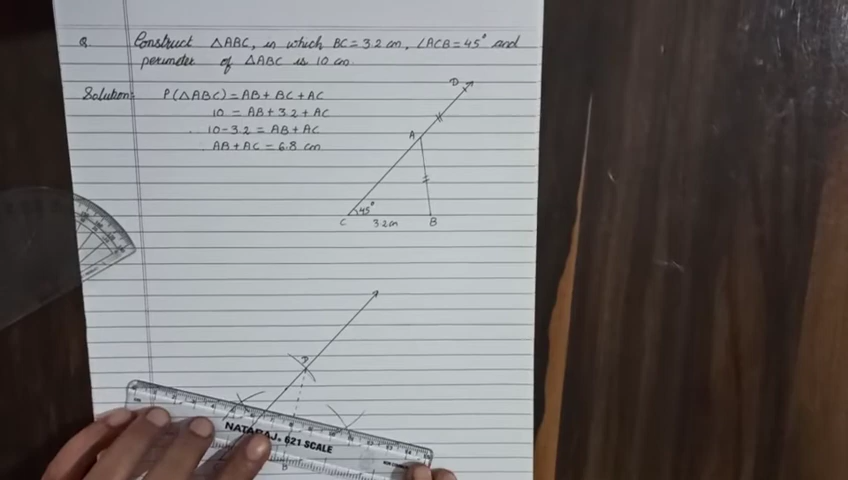 Q. Construct △ABC, in which BC = 3.2 cm, ∠ACB = 45° and
perimeter of △ABC is 10 cm.
Solution:- P(△ABC) = AB + BC + AC
10 = AB + 3.2 + AC
10 - 3.2 = AB + AC
AB + AC = 6.8 cm
D
A
45°
C
3.2 cm
B
D
NATARAJ 621 SCALE
B